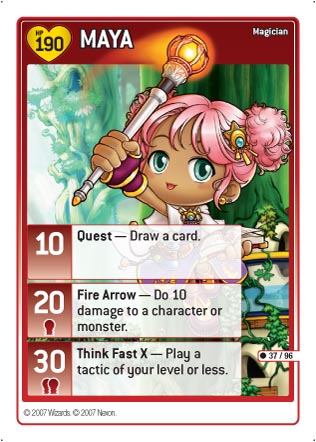 HP
190
MAYA
Magician
10
Quest — Draw a card.
20
Fire Arrow — Do 10
damage to a character or
monster.
30
Think Fast X — Play a
tactic of your level or less.
37 / 96
© 2007 Wizards. © 2007 Nexon.